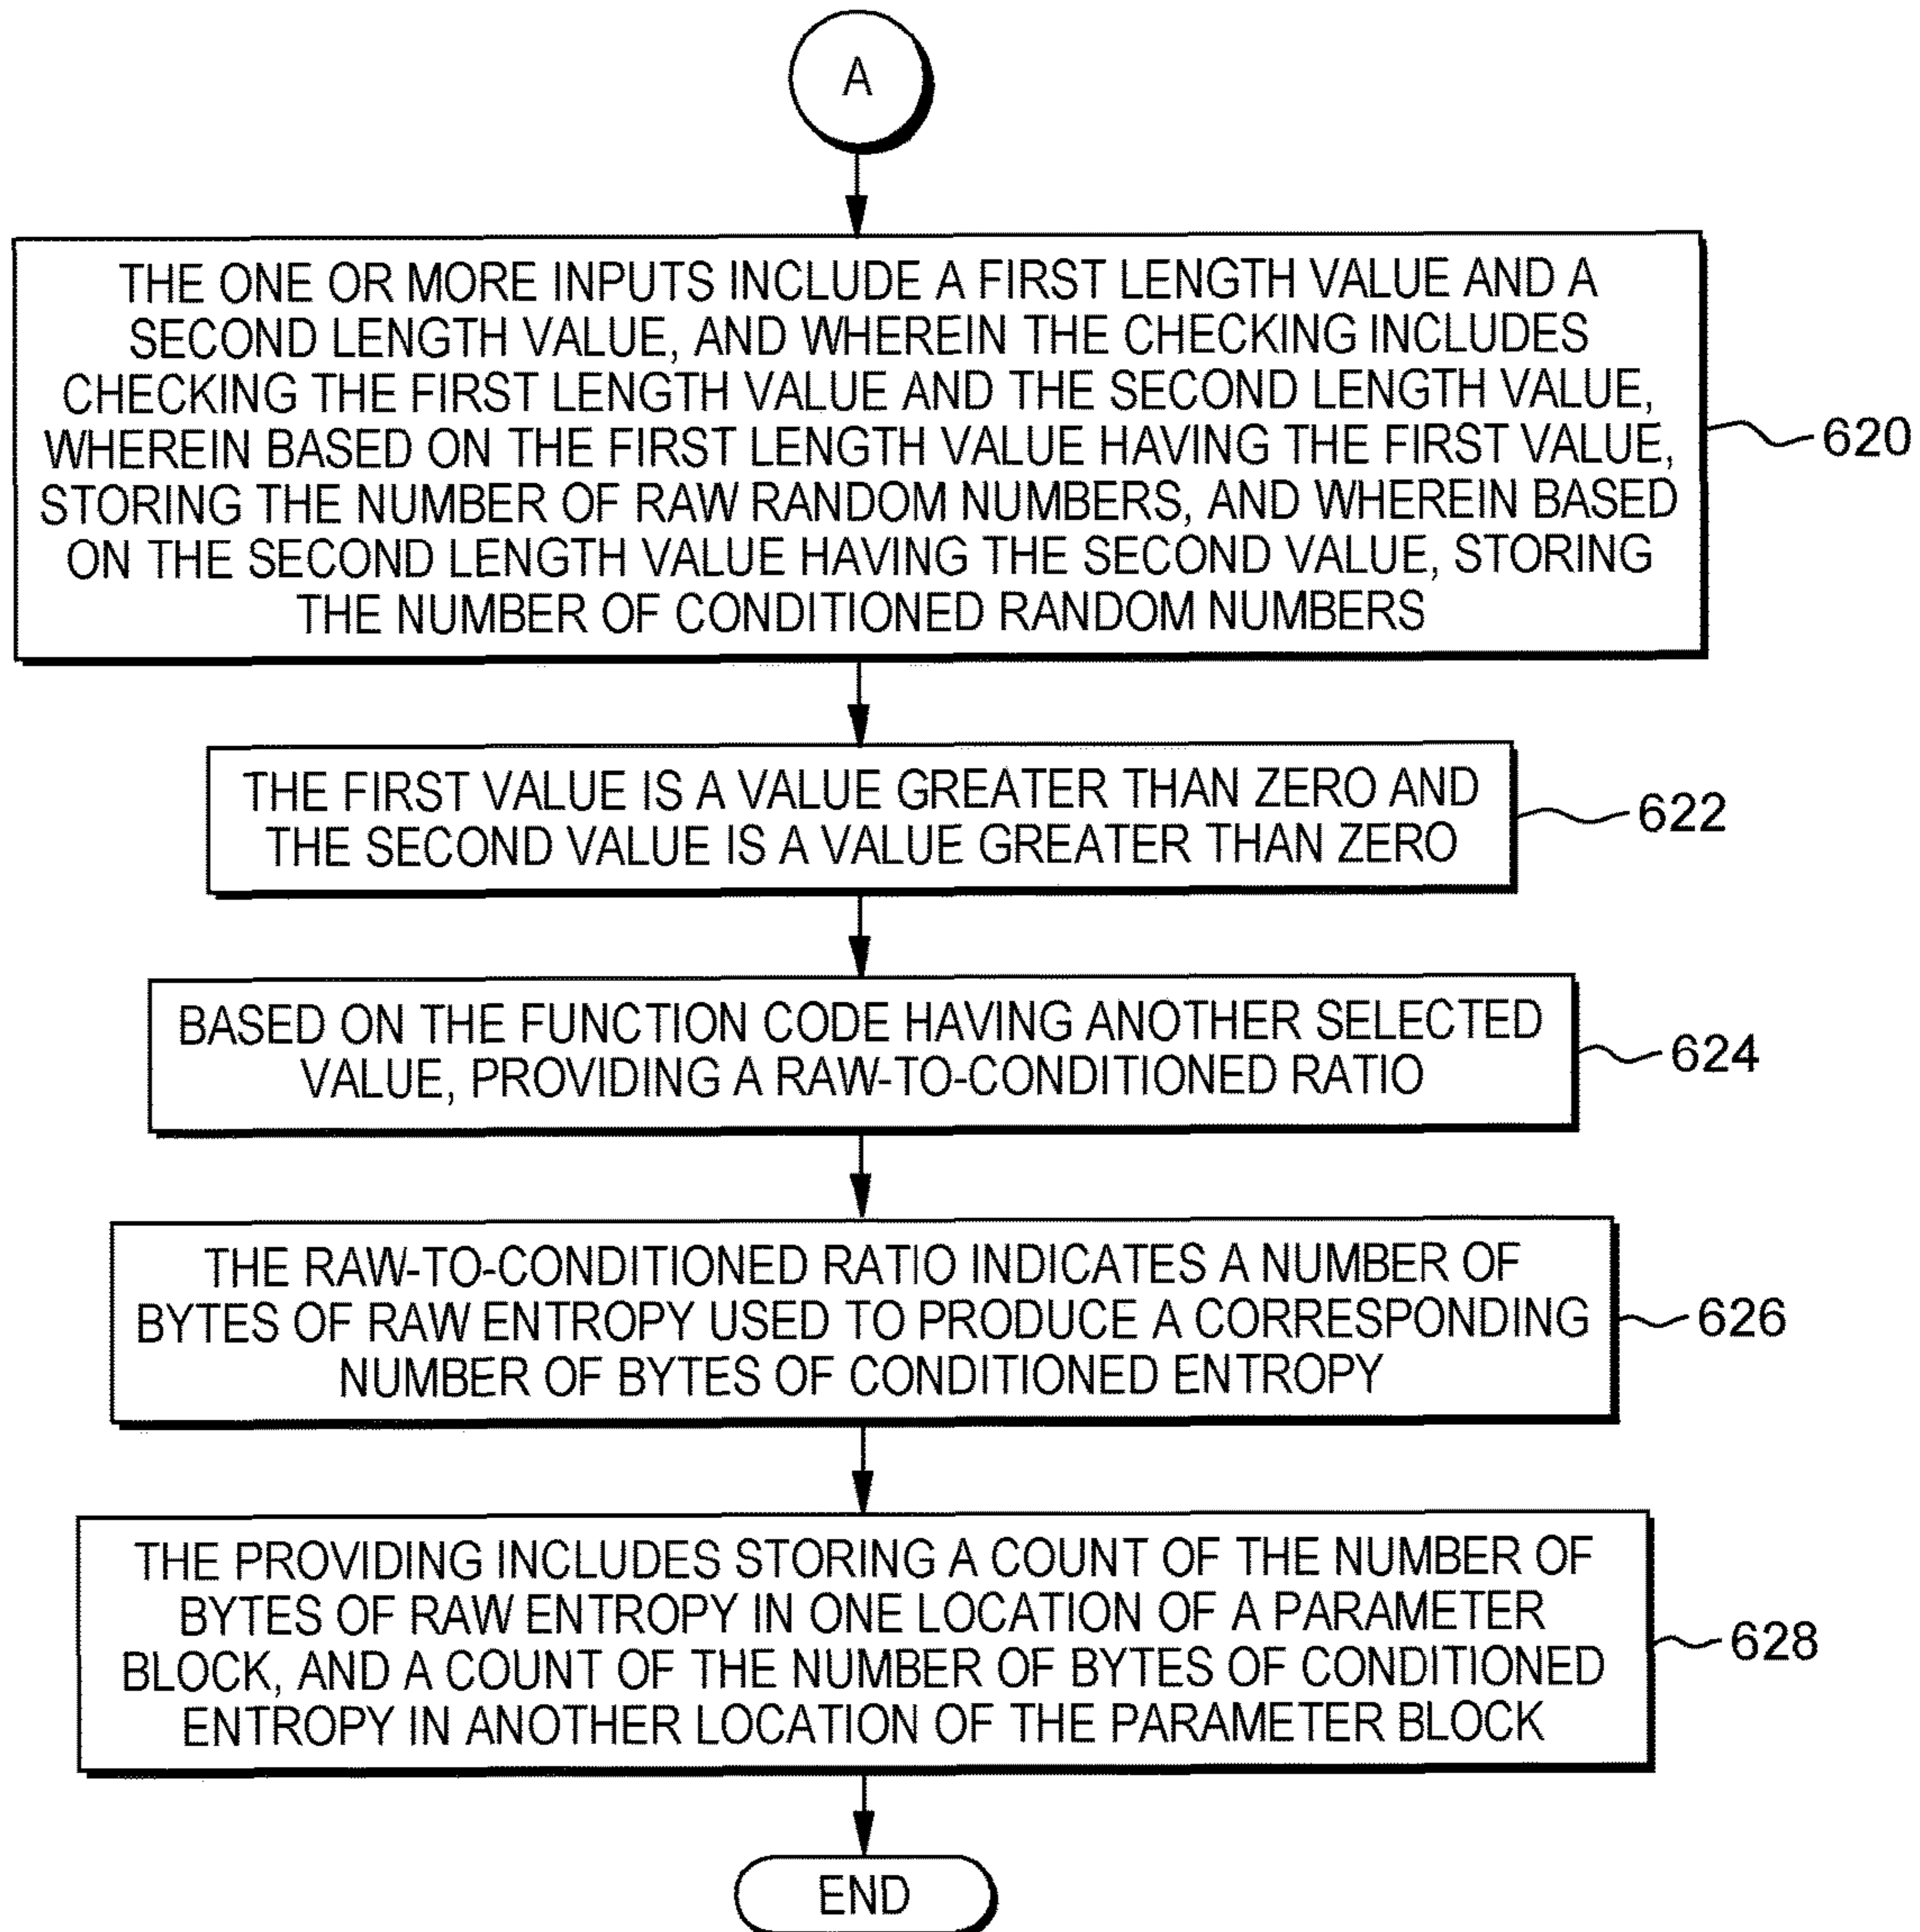 A
THE ONE OR MORE INPUTS INCLUDE A FIRST LENGTH VALUE AND A
SECOND LENGTH VALUE, AND WHEREIN THE CHECKING INCLUDES
CHECKING THE FIRST LENGTH VALUE AND THE SECOND LENGTH VALUE,
WHEREIN BASED ON THE FIRST LENGTH VALUE HAVING THE FIRST VALUE,
STORING THE NUMBER OF RAW RANDOM NUMBERS, AND WHEREIN BASED
ON THE SECOND LENGTH VALUE HAVING THE SECOND VALUE, STORING
THE NUMBER OF CONDITIONED RANDOM NUMBERS
620
THE FIRST VALUE IS A VALUE GREATER THAN ZERO AND
THE SECOND VALUE IS A VALUE GREATER THAN ZERO
622
BASED ON THE FUNCTION CODE HAVING ANOTHER SELECTED
VALUE, PROVIDING A RAW-TO-CONDITIONED RATIO
624
THE RAW-TO-CONDITIONED RATIO INDICATES A NUMBER OF
BYTES OF RAW ENTROPY USED TO PRODUCE A CORRESPONDING
NUMBER OF BYTES OF CONDITIONED ENTROPY
626
THE PROVIDING INCLUDES STORING A COUNT OF THE NUMBER OF
BYTES OF RAW ENTROPY IN ONE LOCATION OF A PARAMETER
BLOCK, AND A COUNT OF THE NUMBER OF BYTES OF CONDITIONED
ENTROPY IN ANOTHER LOCATION OF THE PARAMETER BLOCK
628
END